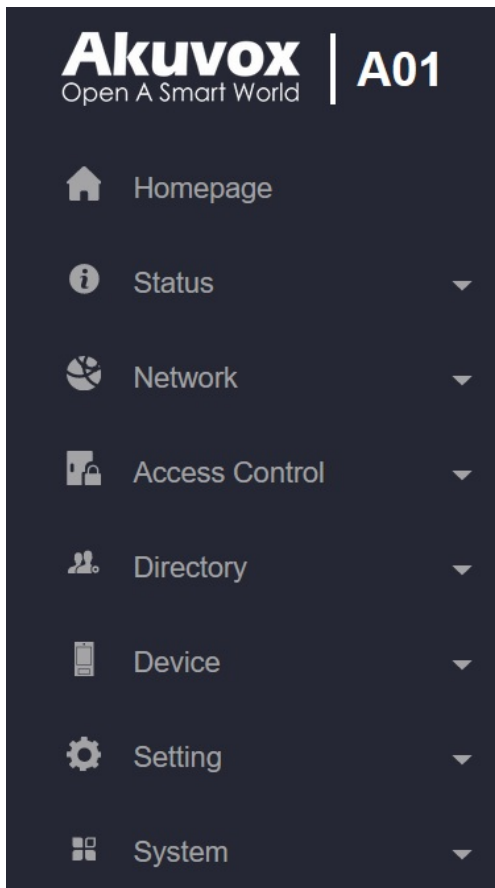 Akuvox
Open A Smart World
A01
Homepage
Status
Network
Access Control
Directory
Device
Setting
System